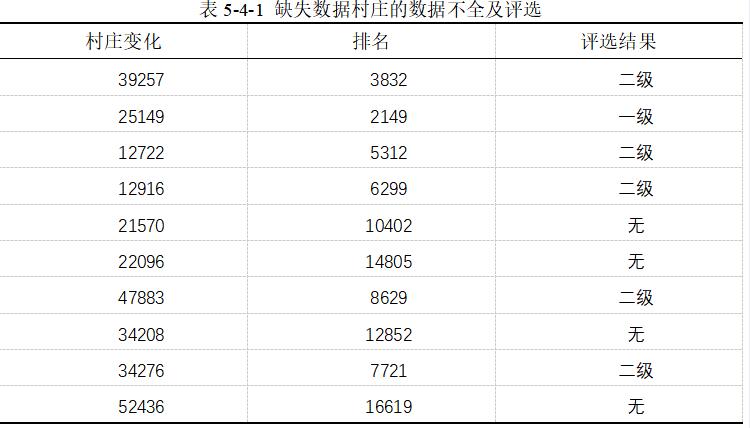 表 5-4-1 缺失数据村庄的数据不全及评选
村庄变化 排名 评选结果
39257 3832 二级
25149 2149 一级
12722 5312 二级
12916 6299 二级
21570 10402 无
22096 14805 无
47883 8629 二级
34208 12852 无
34276 7721 二级
52436 16619 无